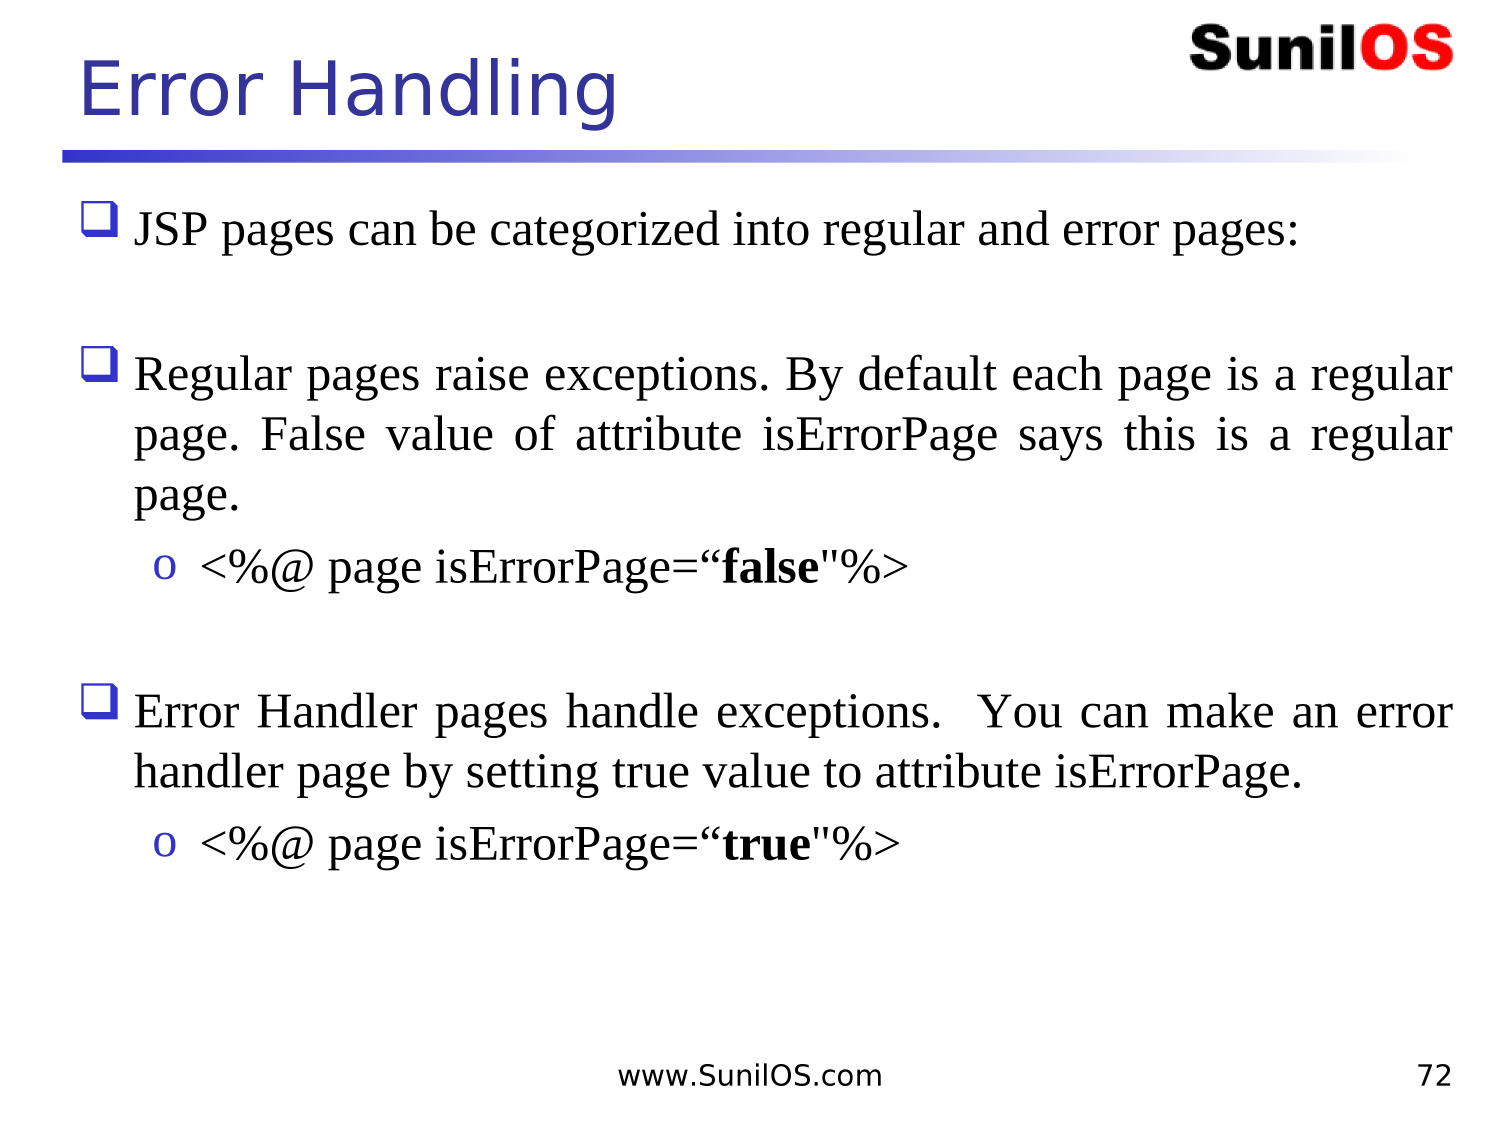 SunilOS
Error Handling
JSP pages can be categorized into regular and error pages:
Regular pages raise exceptions. By default each page is a regular
page. False value of attribute isErrorPage says this is a regular
page.
o <%@ page isErrorPage=“false"%>
Error Handler pages handle exceptions.  You can make an error
handler page by setting true value to attribute isErrorPage.
o <%@ page isErrorPage=“true"%>
www.SunilOS.com
72